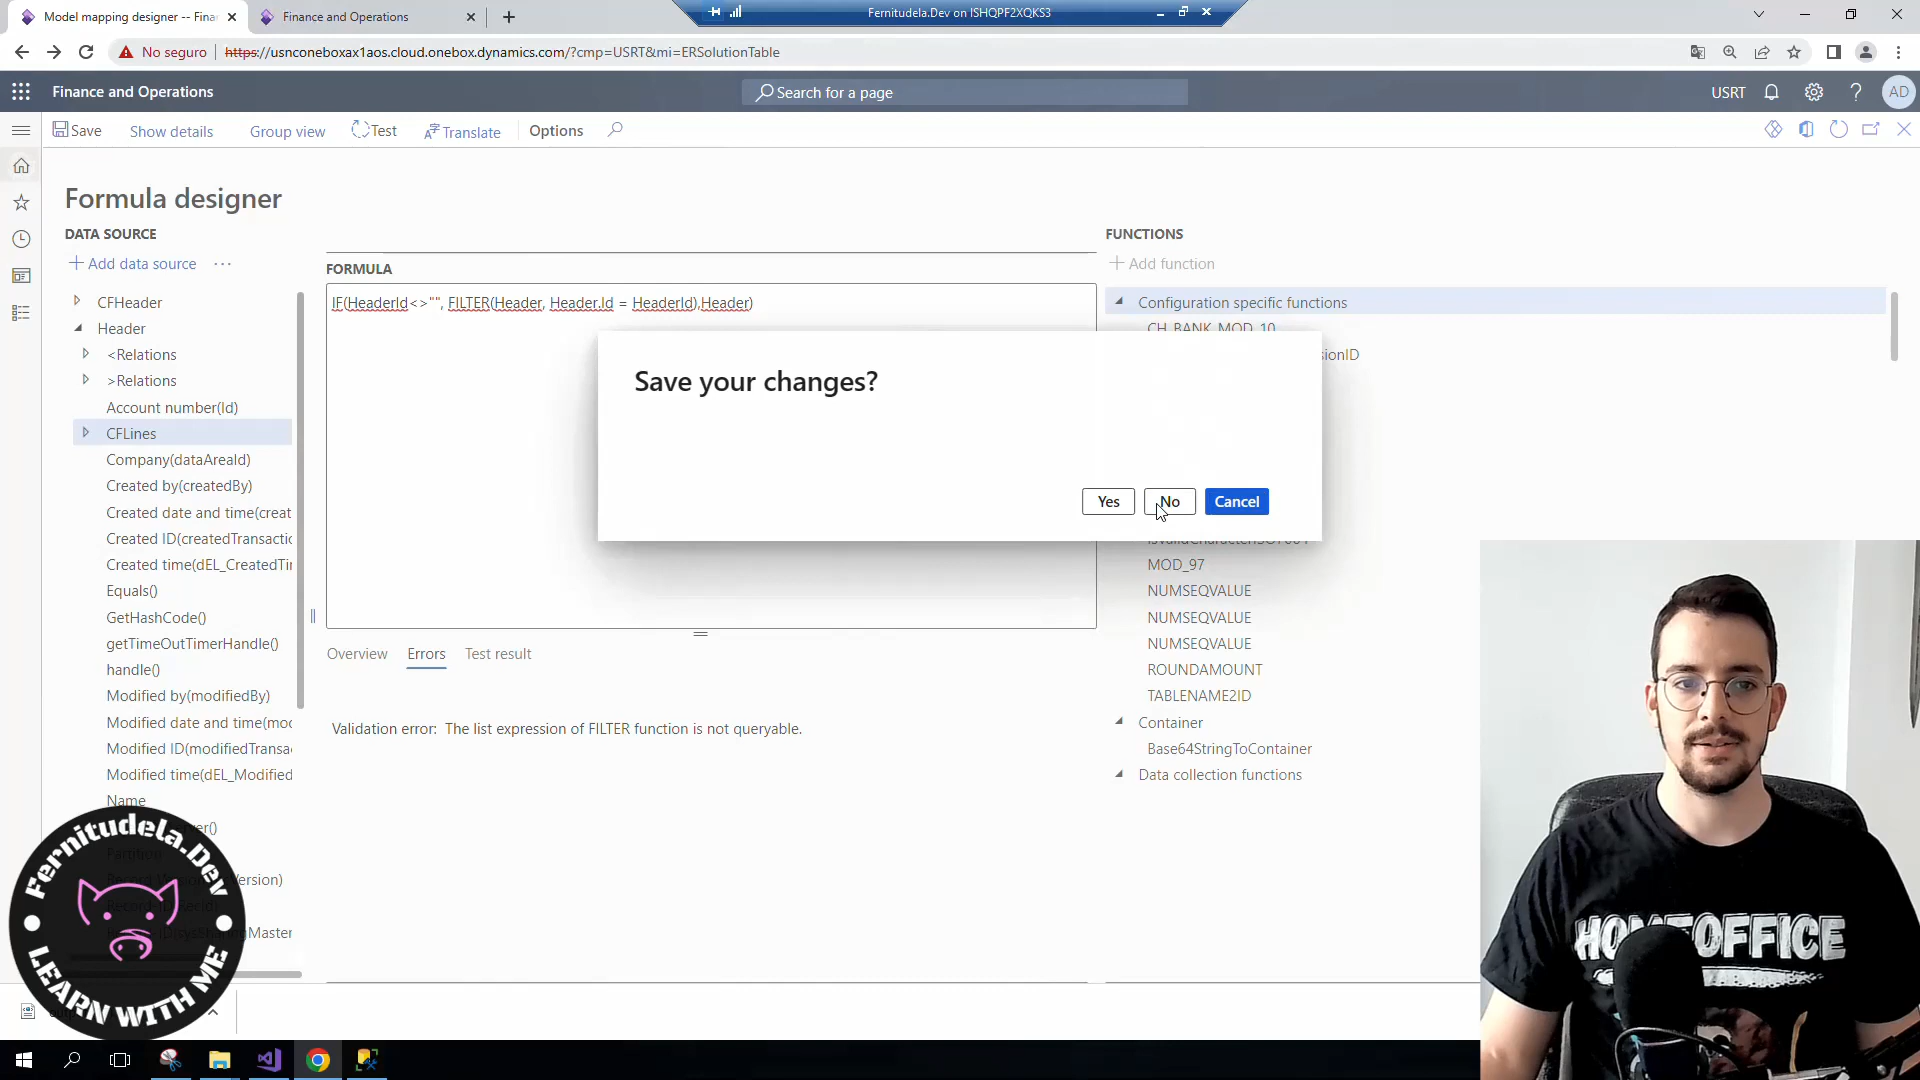 Model mapping designer -- Finan
Finance and Operations
Fernitudela.Dev on ISHQPF2XQKS3
No seguro
https://usnconeboxax1aos.cloud.onebox.dynamics.com/?cmp=USRT&mi=ERSolutionTable
Finance and Operations
Search for a page
USRT
AD
Save
Show details
Group view
Test
Translate
Options
Formula designer
DATA SOURCE
Add data source
CFHeader
Header
<Relations
>Relations
Account number(Id)
CFLines
Company(dataAreaId)
Created by(createdBy)
Created date and time(creat
Created ID(createdTransactic
Created time(dEL_CreatedTi
Equals()
GetHashCode()
getTimeOutTimerHandle()
handle()
Modified by(modifiedBy)
Modified date and time(moc
Modified ID(modifiedTransa
Modified time(dEL_Modified
Name
Partition
FORMULA
IF(HeaderId<>"", FILTER(Header, Header.Id = HeaderId),Header)
Save your changes?
Yes
No
Cancel
Overview
Errors
Test result
Validation error: The list expression of FILTER function is not queryable.
FUNCTIONS
Add function
Configuration specific functions
CH_BANK_MOD_10
sionID
MOD_97
NUMSEQVALUE
NUMSEQVALUE
NUMSEQVALUE
ROUNDAMOUNT
TABLENAME2ID
Container
Base64StringToContainer
Data collection functions
Fernitudela.Dev
LEARN WITH ME
HOMEOFFICE